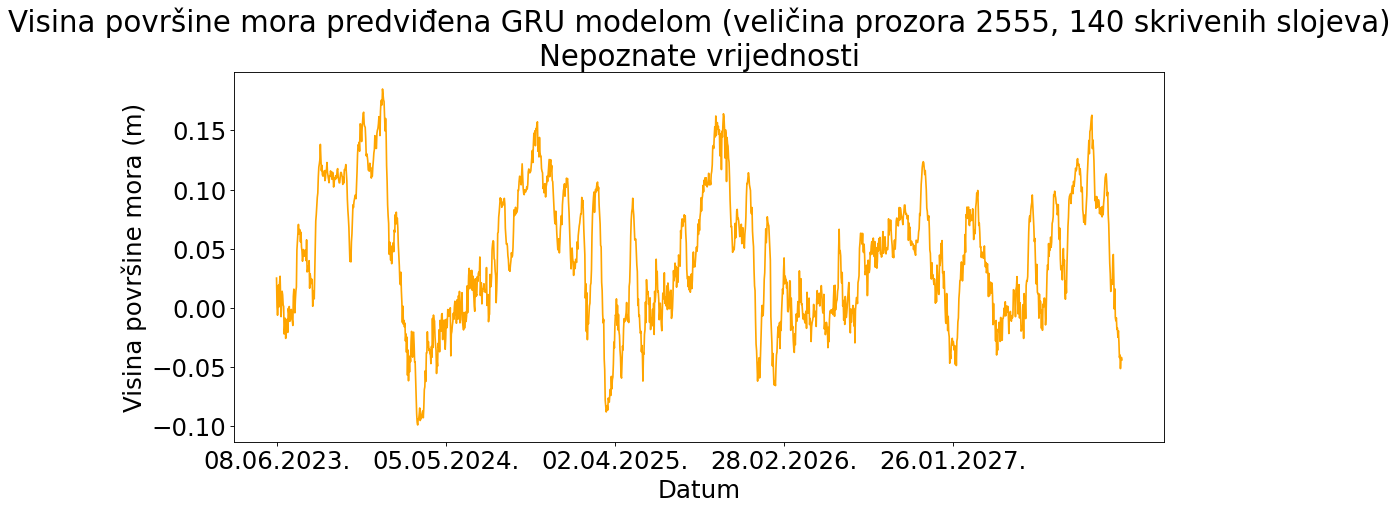 Visina površine mora predviđena GRU modelom (veličina prozora 2555, 140 skrivenih slojeva)
Nepoznate vrijednosti
Visina površine mora (m)
0.15
0.10
0.05
0.00
−0.05
−0.10
08.06.2023. 05.05.2024. 02.04.2025. 28.02.2026. 26.01.2027.
Datum